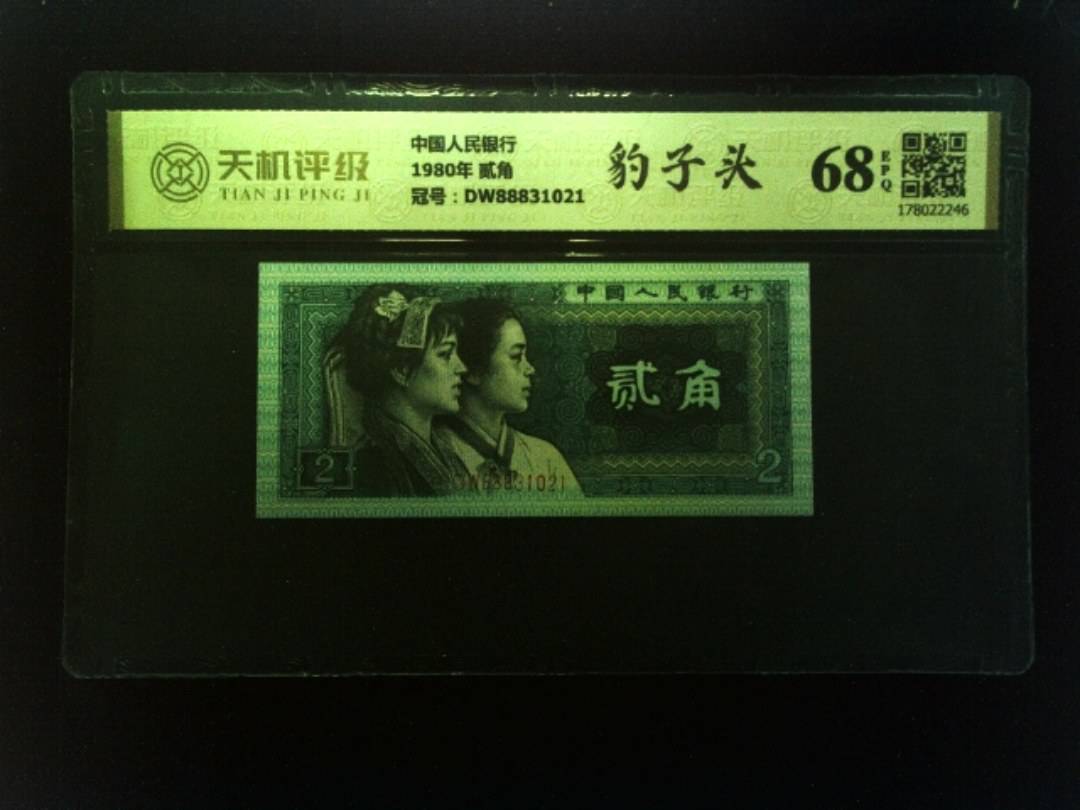 天机评级
TIAN JI PING JI
中国人民银行
1980年 贰角
冠号：DW88831021
豹子头
68
EPQ
178022246
中国人民银行
贰角
2
2